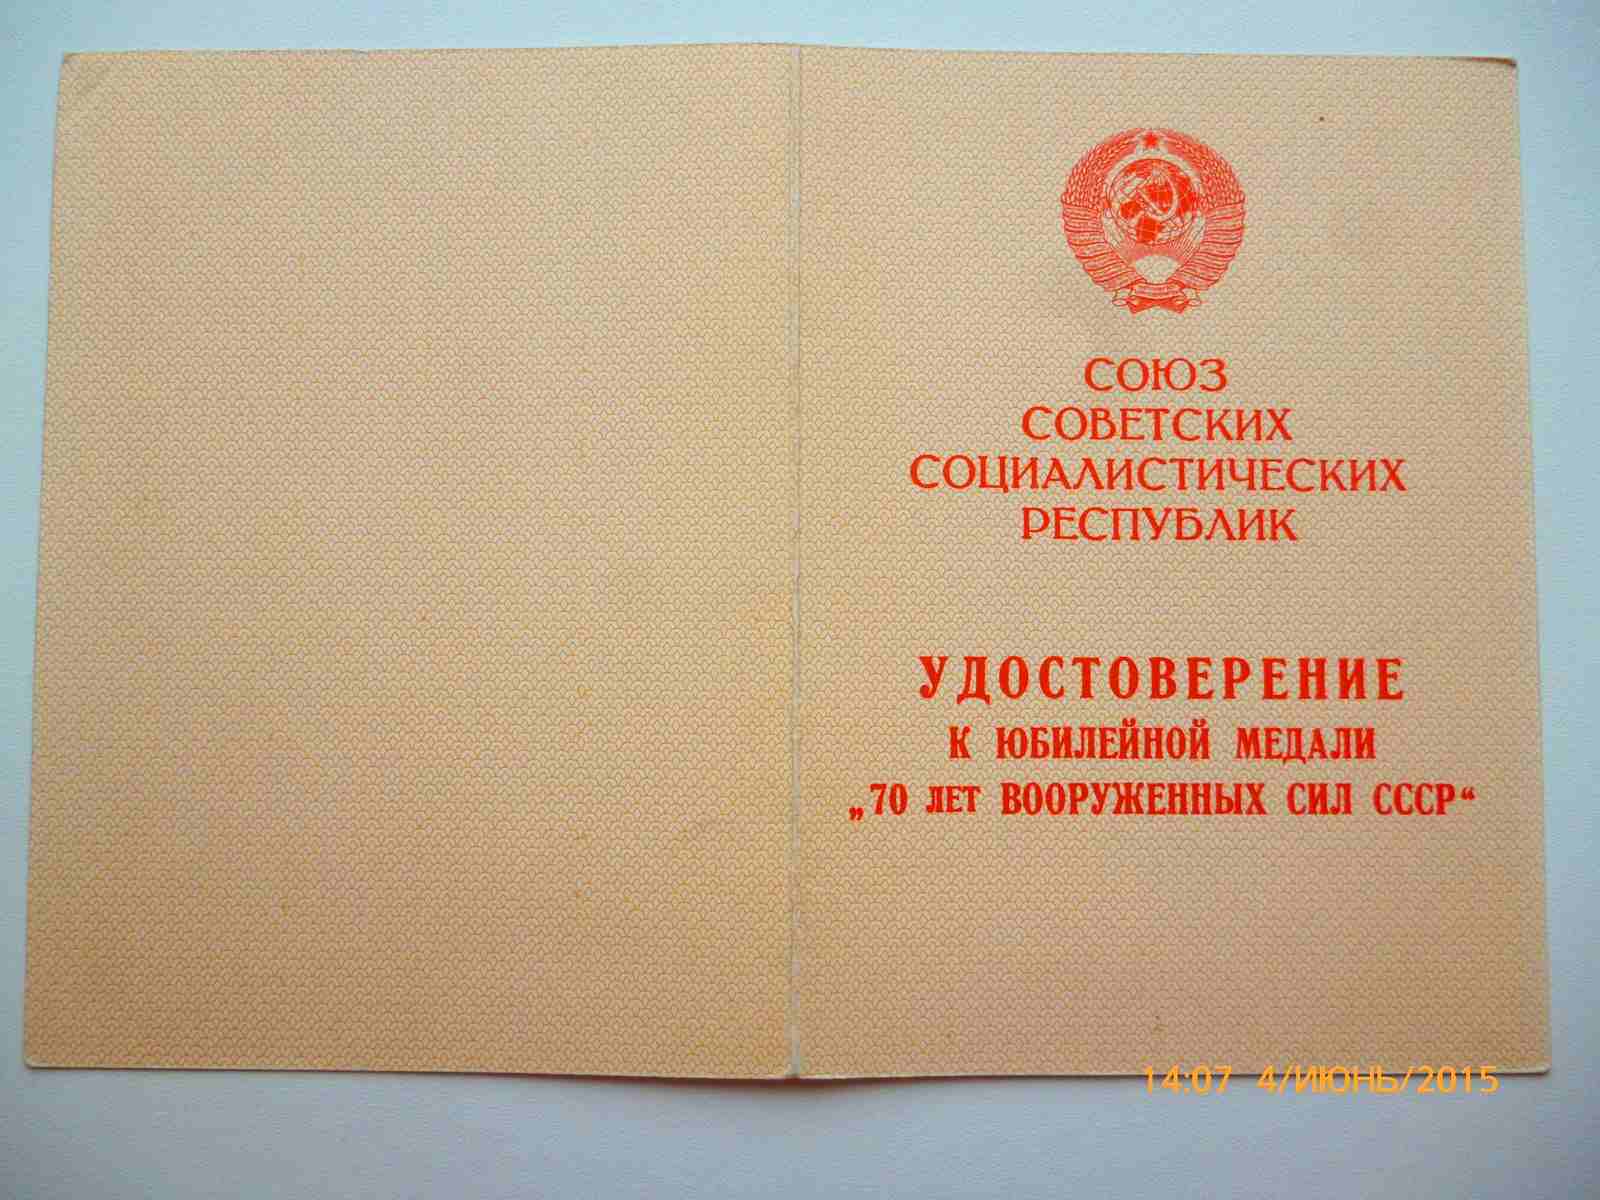 СОЮЗ
СОВЕТСКИХ
СОЦИАЛИСТИЧЕСКИХ
РЕСПУБЛИК
УДОСТОВЕРЕНИЕ
К ЮБИЛЕЙНОЙ МЕДАЛИ
„70 ЛЕТ ВООРУЖЕННЫХ СИЛ СССР“
14:07 4/ИЮНЬ/2015